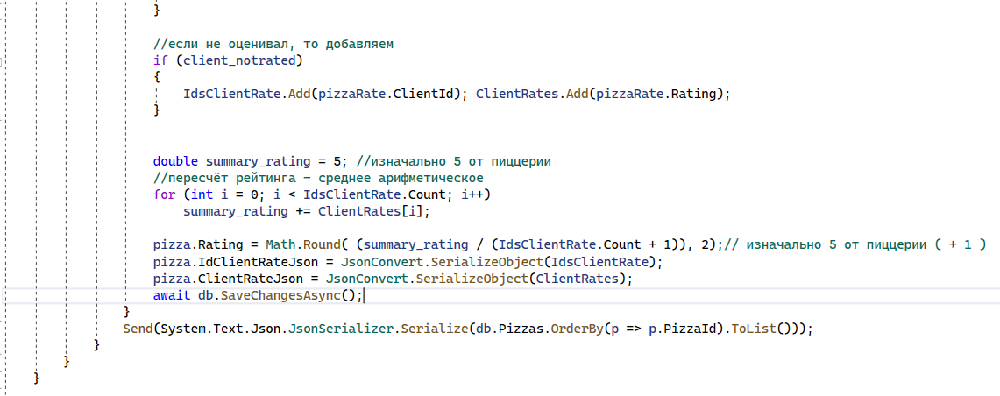 }
//если не оценивал, то добавляем
if (client_notrated)
{
IdsClientRate.Add(pizzaRate.ClientId); ClientRates.Add(pizzaRate.Rating);
}
double summary_rating = 5; //изначально 5 от пиццерии
//пересчёт рейтинга - среднее арифметическое
for (int i = 0; i < IdsClientRate.Count; i++)
summary_rating += ClientRates[i];
pizza.Rating = Math.Round( (summary_rating / (IdsClientRate.Count + 1)), 2);// изначально 5 от пиццерии ( + 1 )
pizza.IdClientRateJson = JsonConvert.SerializeObject(IdsClientRate);
pizza.ClientRateJson = JsonConvert.SerializeObject(ClientRates);
await db.SaveChangesAsync();
}
Send(System.Text.Json.JsonSerializer.Serialize(db.Pizzas.OrderBy(p => p.PizzaId).ToList()));
}
}
}